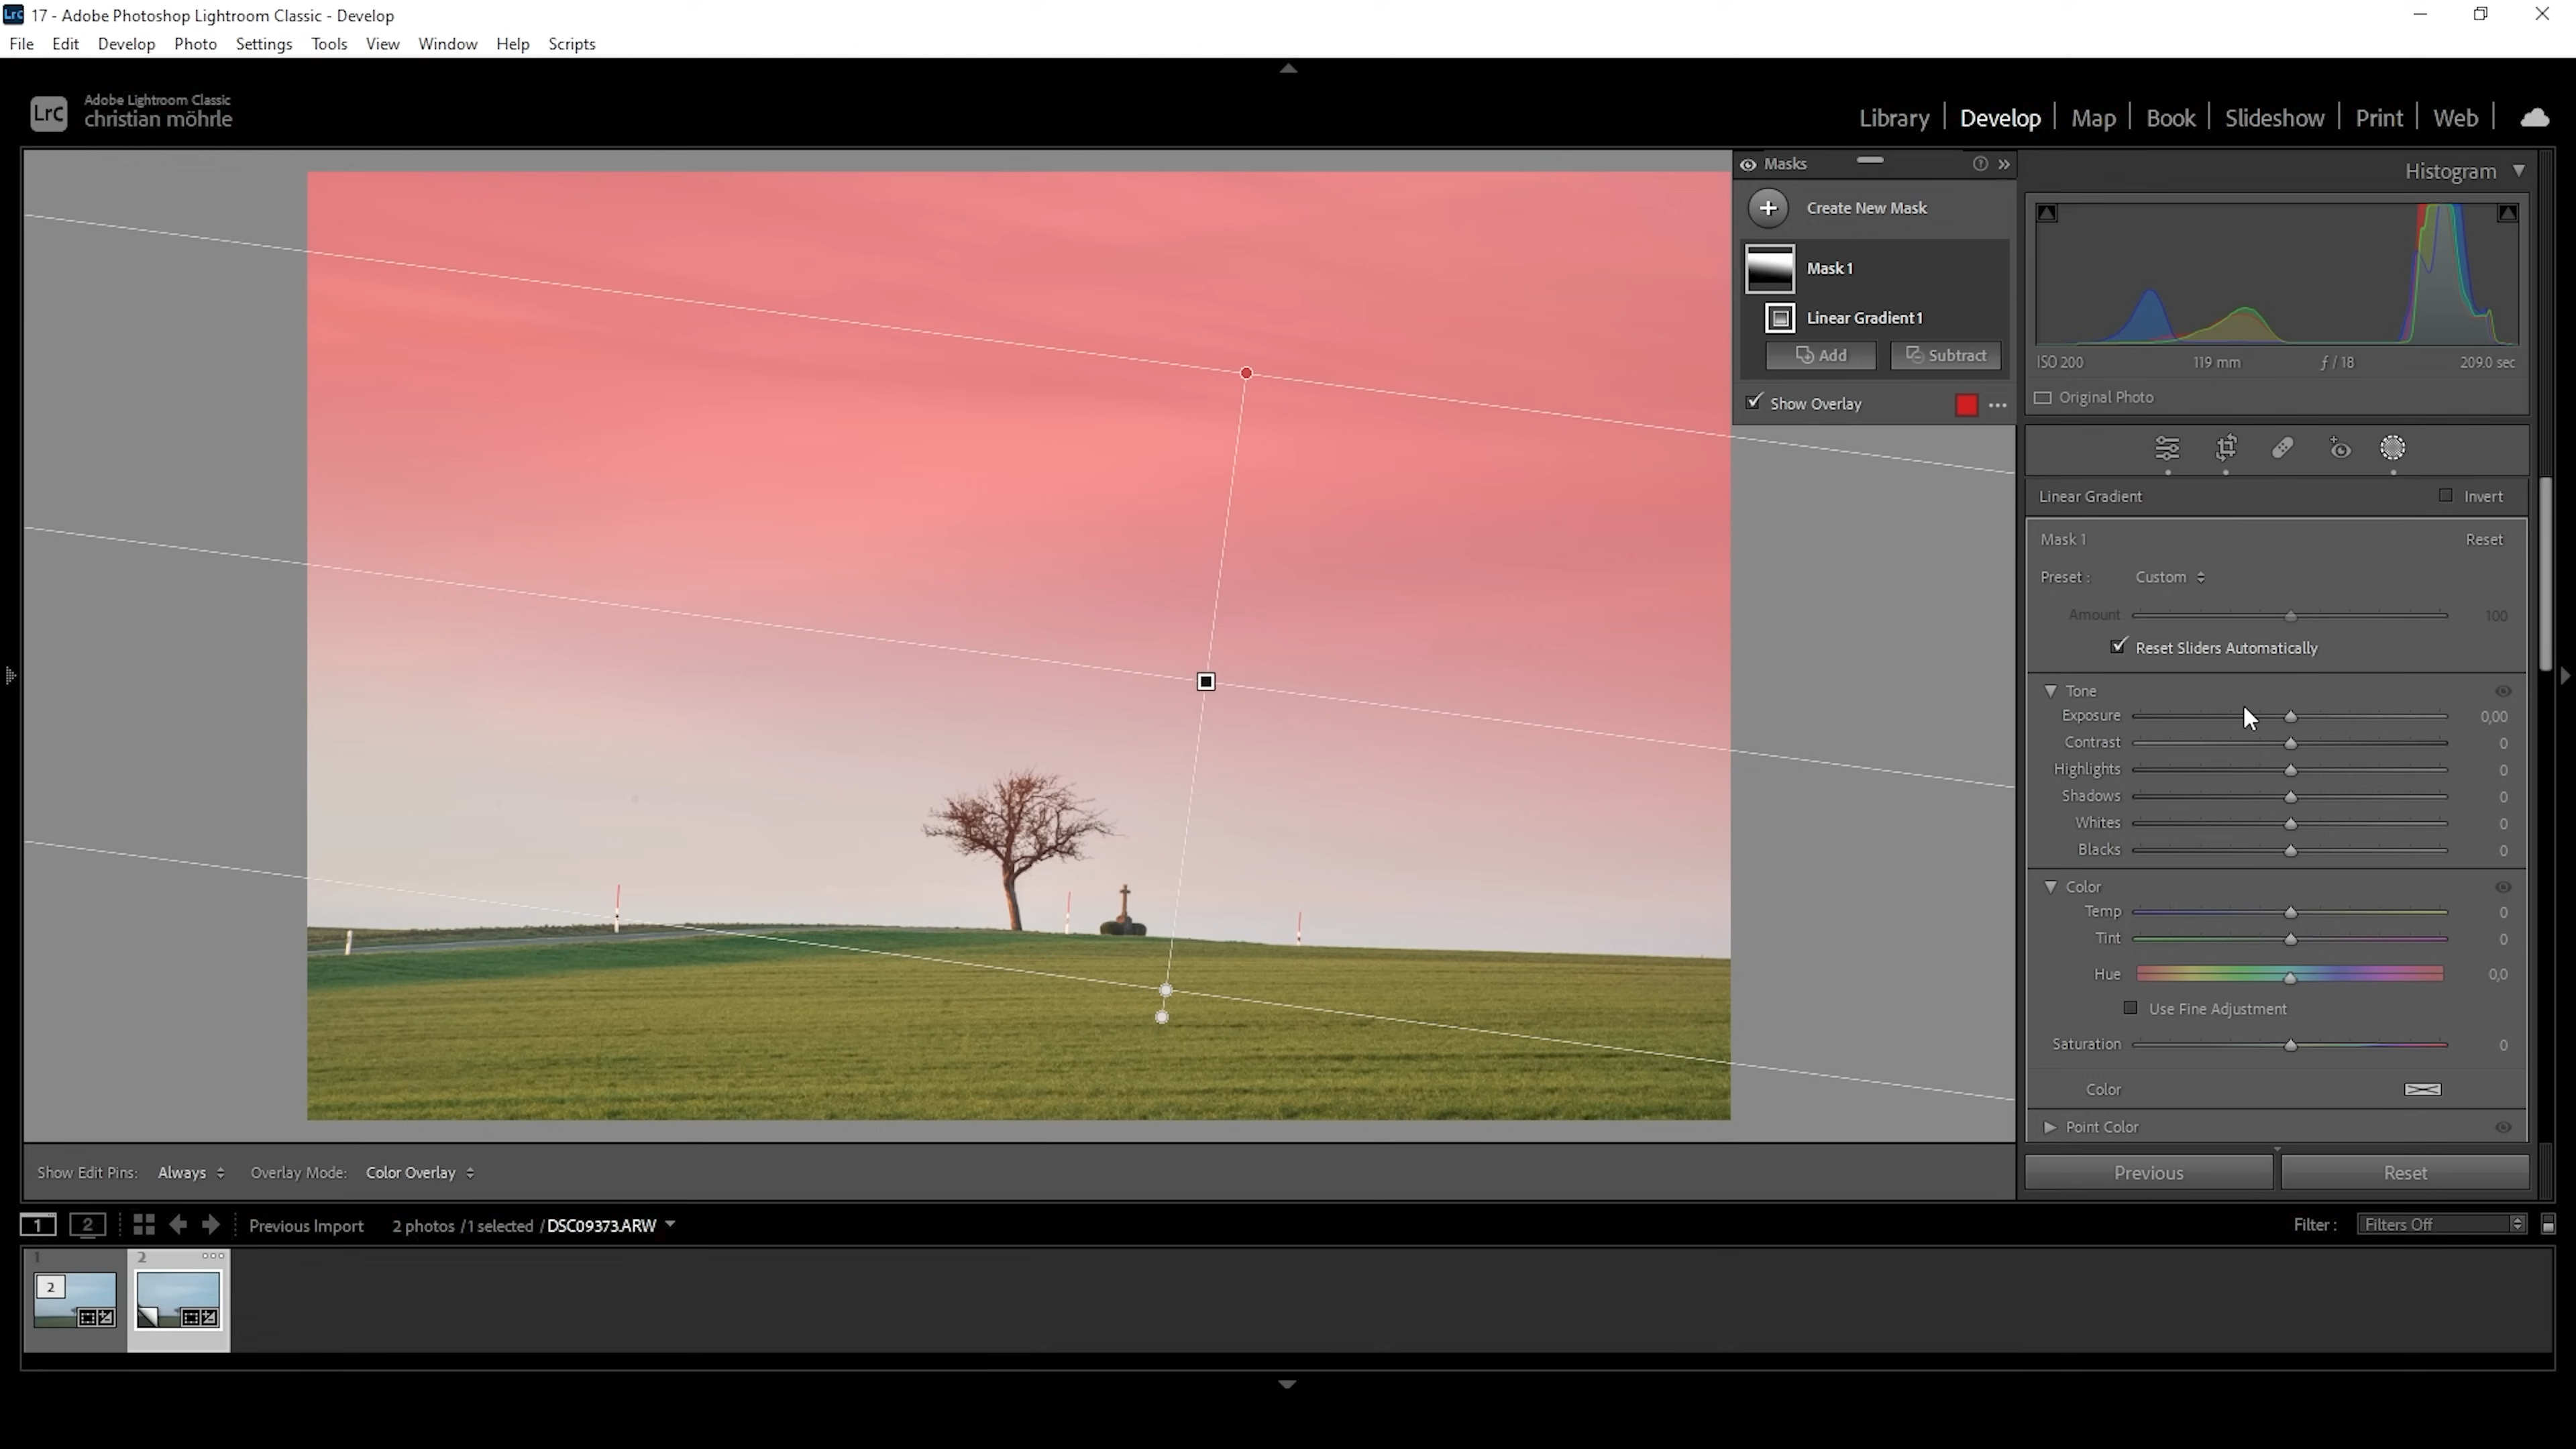 17 - Adobe Photoshop Lightroom Classic - Develop
File Edit Develop Photo Settings Tools View Window Help Scripts
Lrc
Adobe Lightroom Classic
christian möhrle
Library Develop Map Book Slideshow Print Web
Masks
Create New Mask
Mask 1
Linear Gradient 1
Add Subtract
Show Overlay
Histogram
ISO 200 119 mm ƒ / 18 209.0 sec
Original Photo
Linear Gradient Invert
Mask 1 Reset
Preset : Custom
Amount 100
Reset Sliders Automatically
Tone
Exposure 0,00
Contrast 0
Highlights 0
Shadows 0
Whites 0
Blacks 0
Color
Temp 0
Tint 0
Hue 0,0
Use Fine Adjustment
Saturation 0
Color
Point Color
Previous Reset
Show Edit Pins: Always Overlay Mode: Color Overlay
1 2 Previous Import 2 photos /1 selected /DSC09373.ARW Filter : Filters Off
1 2
2